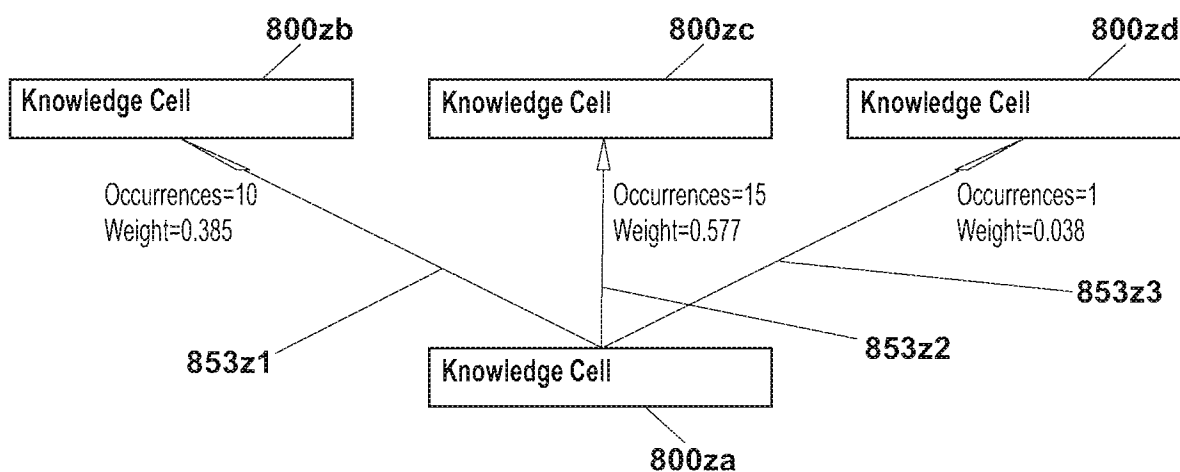 800zb
800zc
800zd
Knowledge Cell
Knowledge Cell
Knowledge Cell
Occurrences=10
Weight=0.385
Occurrences=15
Weight=0.577
Occurrences=1
Weight=0.038
853z3
853z1
853z2
Knowledge Cell
800za